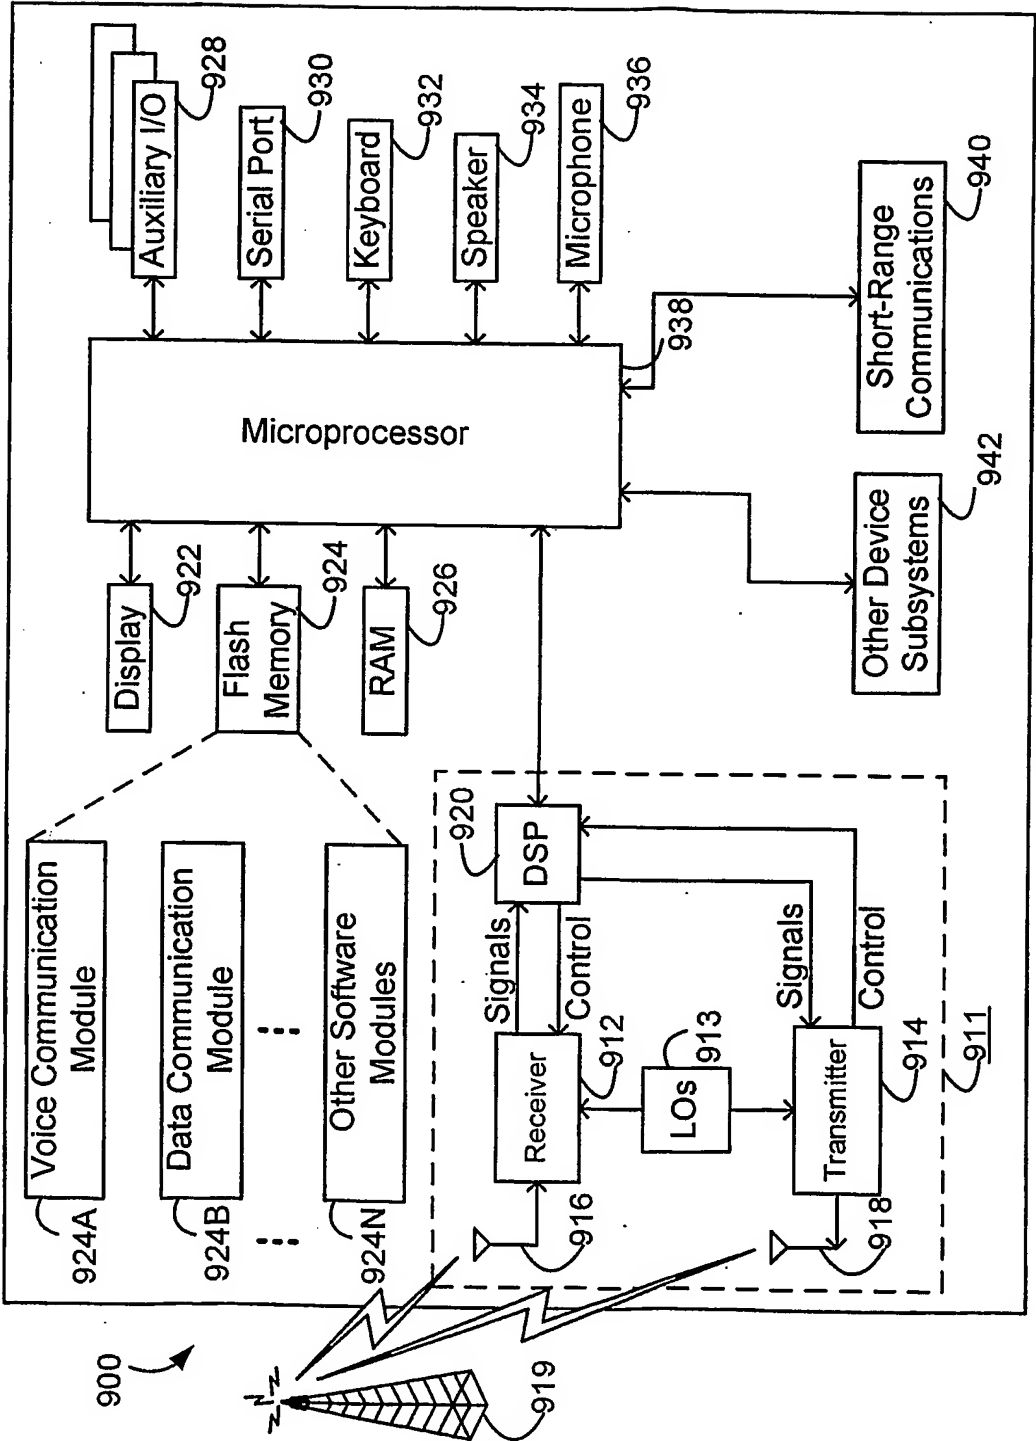 900
919
924A
Voice Communication
Module
924B
Data Communication
Module
924N
Other Software
Modules
Display
922
Flash
Memory
924
RAM
926
Microprocessor
938
Auxiliary I/O
928
Serial Port
930
Keyboard
932
Speaker
934
Microphone
936
Short-Range
Communications
940
Other Device
Subsystems
942
916
Receiver
912
Signals
Control
DSP
920
LOs
913
918
Transmitter
914
Signals
Control
911